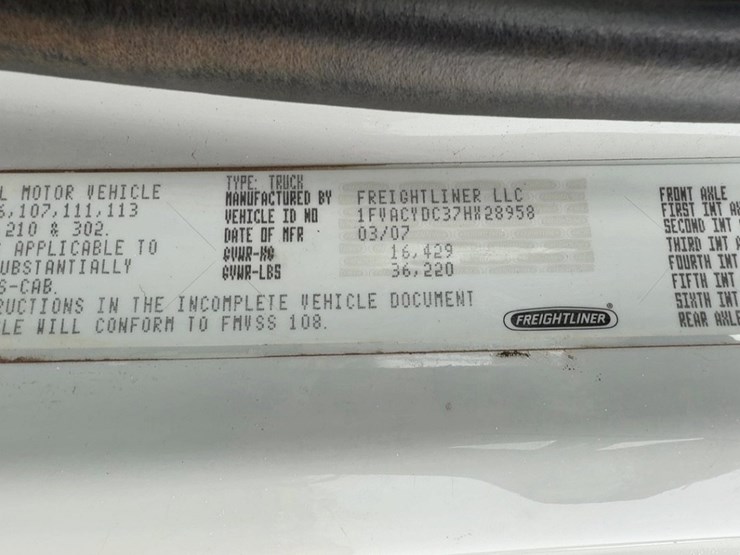 L MOTOR VEHICLE
6,107,111,113
210 & 302.
APPLICABLE TO
UBSTANTIALLY
S-CAB.
RUCTIONS IN THE INCOMPLETE VEHICLE DOCUMENT
LE WILL CONFORM TO FMVSS 108.
TYPE: TRUCK
MANUFACTURED BY FREIGHTLINER LLC
VEHICLE ID NO 1FVACYDC37HX28958
DATE OF MFR 03/07
GVWR-KG 16,429
GVWR-LBS 36,220
FREIGHTLINER
FRONT AXLE
FIRST INT AX
SECOND INT
THIRD INT A
FOURTH INT
FIFTH INT
SIXTH INT
REAR AXLE